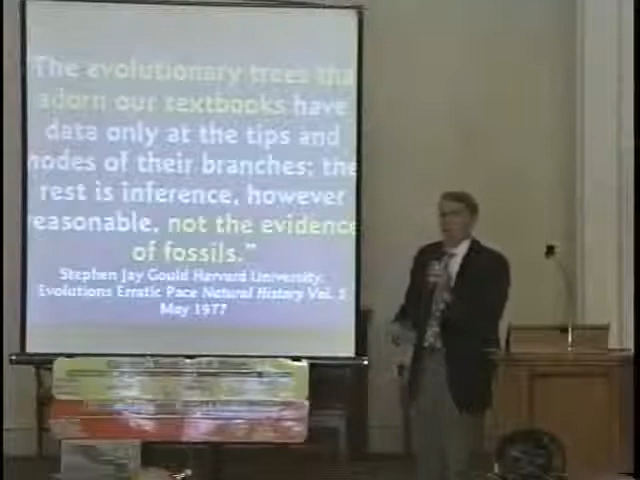 The evolutionary trees tha
adorn our textbooks have
data only at the tips and
nodes of their branches; the
rest is inference, however
reasonable, not the evidence
of fossils."
Stephen Jay Gould Harvard University.
Evolutions Erratic Pace Natural History Vol. 5
May 1977